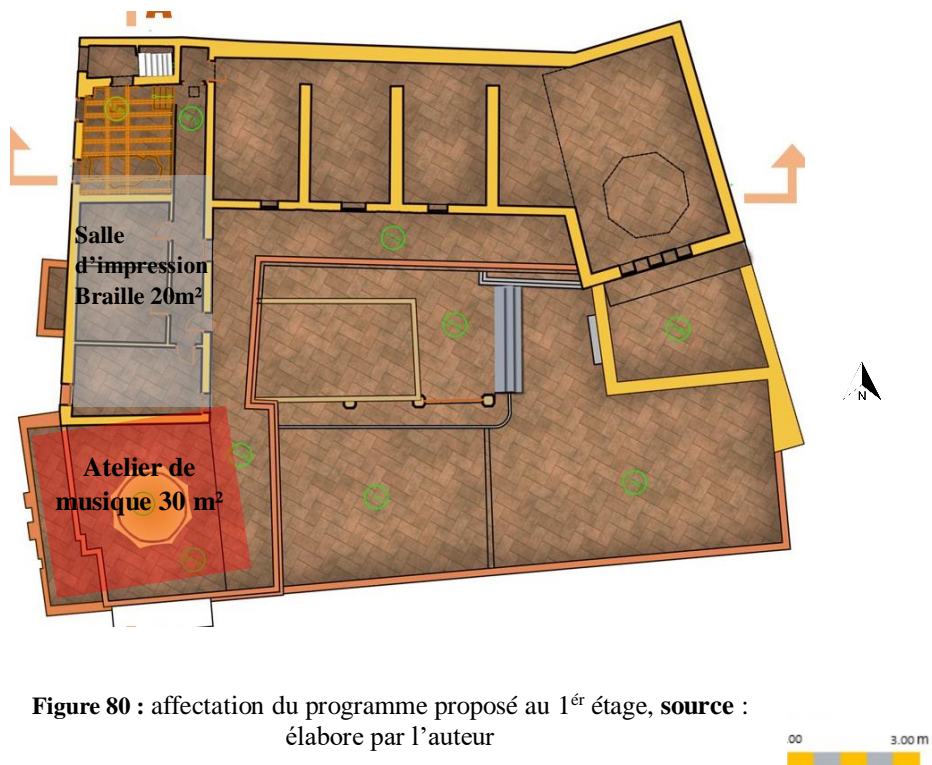 A
Salle
d’impression
Braille 20m²
Atelier de
musique 30 m²
N
Figure 80 : affectation du programme proposé au 1ér étage, source :
élabore par l’auteur
.00 3.00 m